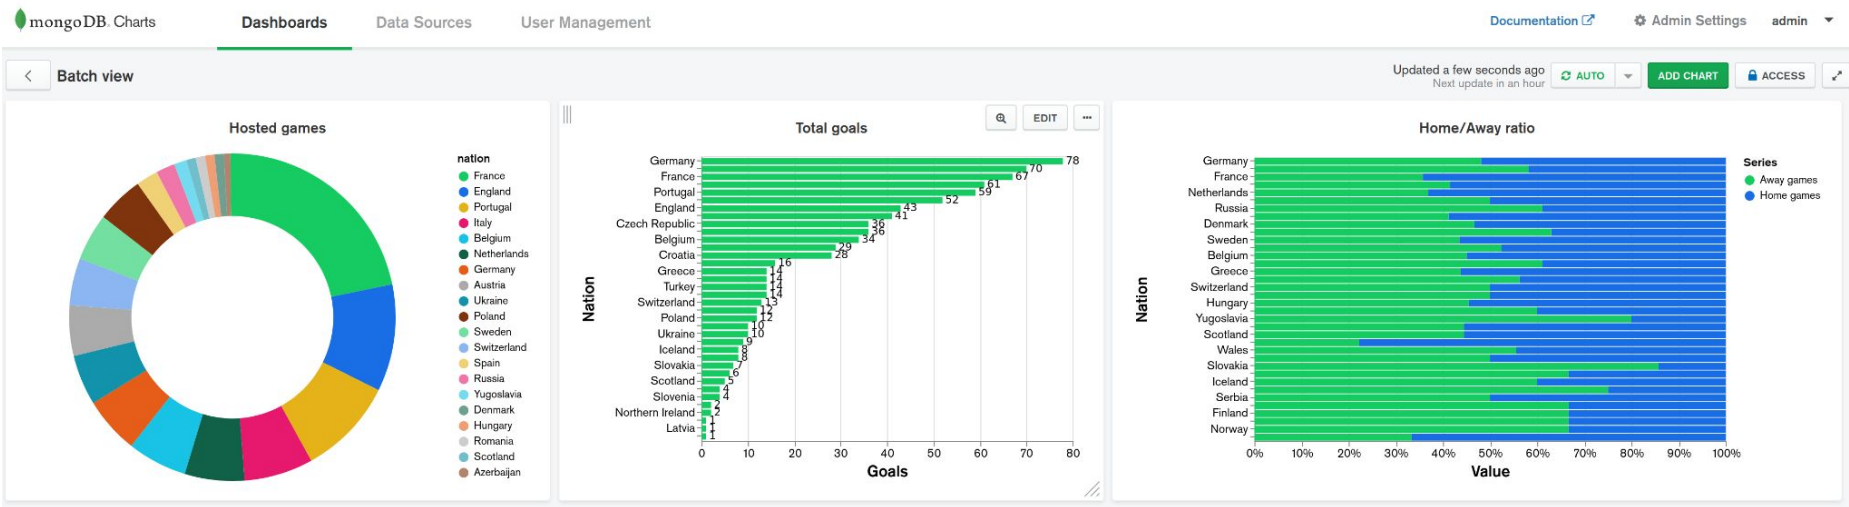 mongoDB. Charts
Dashboards
Data Sources
User Management
Documentation
Admin Settings
admin
Batch view
Updated a few seconds ago
Next update in an hour
AUTO
ADD CHART
ACCESS
Hosted games
nation
France
England
Portugal
Italy
Belgium
Netherlands
Germany
Austria
Ukraine
Poland
Sweden
Switzerland
Spain
Russia
Yugoslavia
Denmark
Hungary
Romania
Scotland
Azerbaijan
EDIT
...
Total goals
Nation
Germany 78
70
France 67
61
Portugal 59
52
England 43
41
Czech Republic 36
36
Belgium 34
29
Croatia 28
16
Greece 14
14
Turkey 14
14
Switzerland 13
12
Poland 12
10
Ukraine 10
9
Iceland 8
8
Slovakia 7
6
Scotland 5
4
Slovenia 4
2
Northern Ireland 2
1
Latvia 1
1
0 10 20 30 40 50 60 70 80
Goals
Home/Away ratio
Nation
Germany
France
Netherlands
Russia
Denmark
Sweden
Belgium
Greece
Switzerland
Hungary
Yugoslavia
Scotland
Wales
Slovakia
Iceland
Serbia
Finland
Norway
0% 10% 20% 30% 40% 50% 60% 70% 80% 90% 100%
Value
Series
Away games
Home games